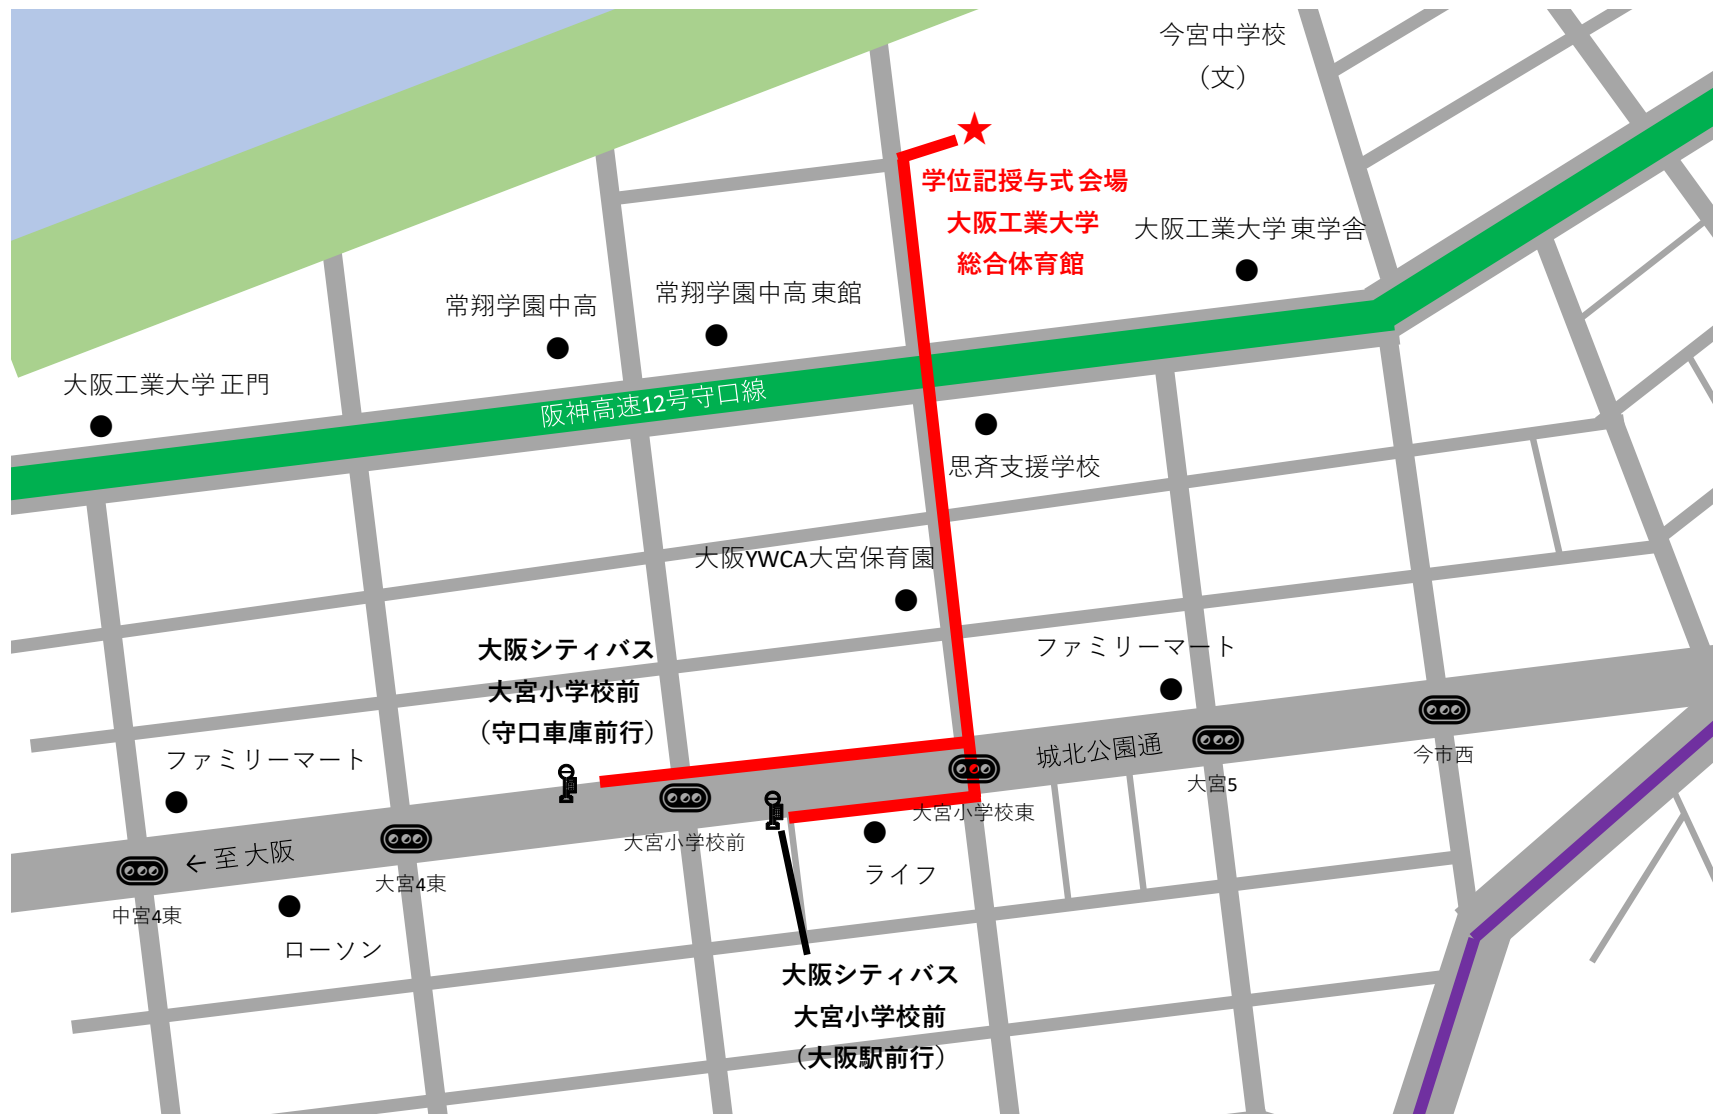 今宮中学校
（文）
学位記授与式 会場
大阪工業大学
総合体育館
大阪工業大学 東学舎
常翔学園中高
常翔学園中高 東館
大阪工業大学 正門
阪神高速12号守口線
思斉支援学校
大阪YWCA大宮保育園
大阪シティバス
大宮小学校前
（守口車庫前行）
ファミリーマート
城北公園通
今市西
大宮5
大宮小学校東
ファミリーマート
大宮小学校前
ライフ
←至 大阪
大宮4東
中宮4東
ローソン
大阪シティバス
大宮小学校前
（大阪駅前行）